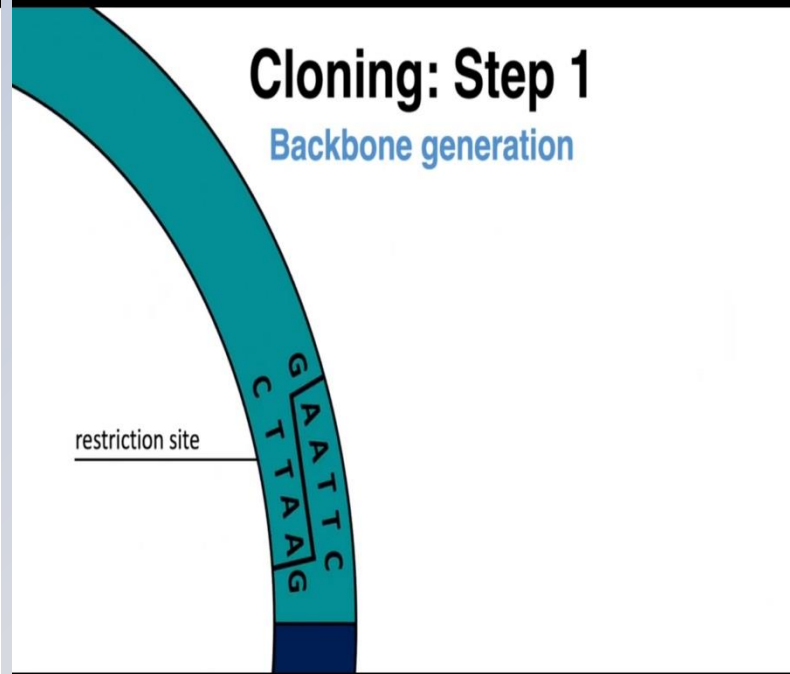 Cloning: Step 1
Backbone generation
GAATTC
CTTAAG
restriction site